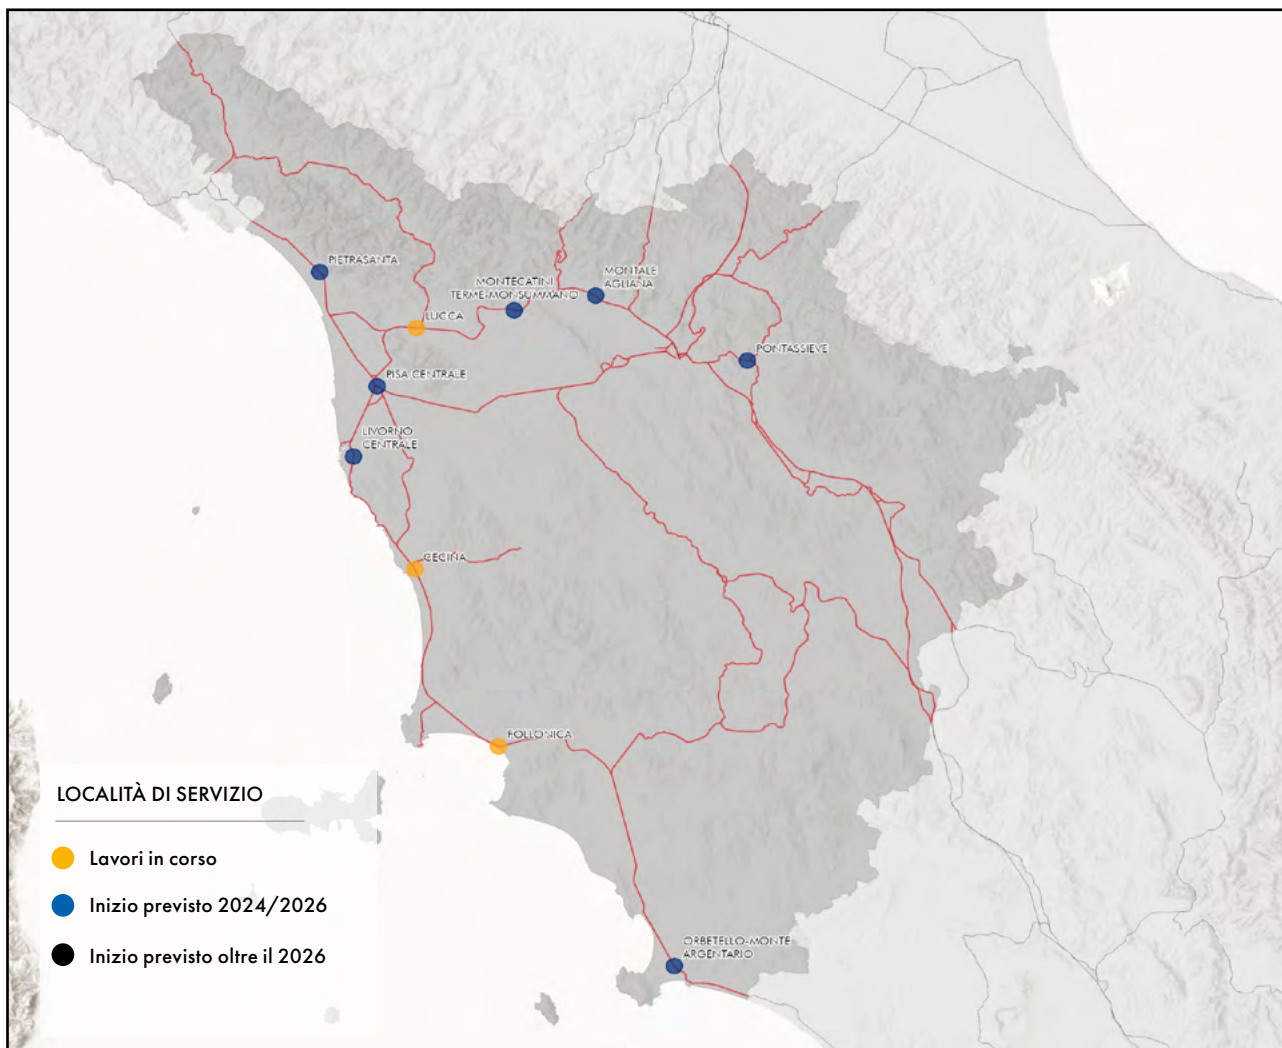 PIETRASANTA
MONTECATINI
TERME-MONSUMMANO
MONTALE
AGLIANA
LUCCA
PONTASSIEVE
PISA CENTRALE
LIVORNO
CENTRALE
CECINA
FOLLONICA
ORBETELLO-MONTE
ARGENTARIO
LOCALITÀ DI SERVIZIO
Lavori in corso
Inizio previsto 2024/2026
Inizio previsto oltre il 2026